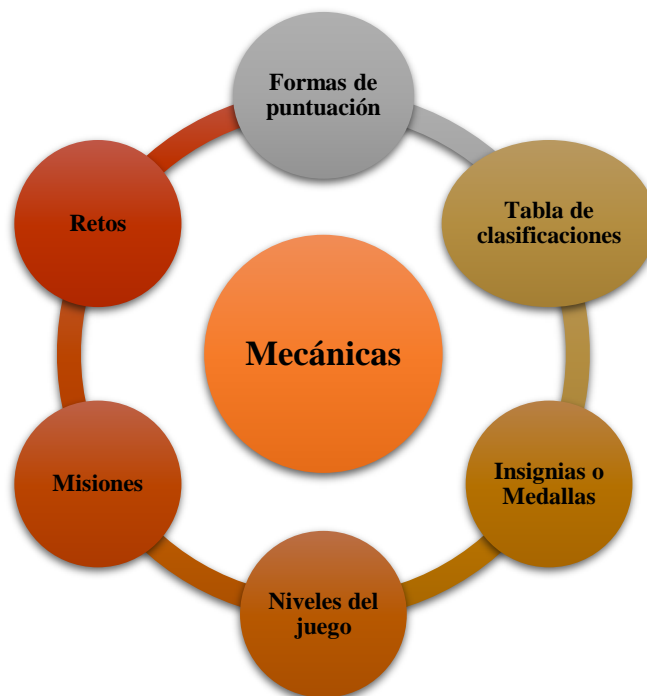 Formas de
puntuación
Tabla de
clasificaciones
Insignias o
Medallas
Niveles del
juego
Misiones
Retos
Mecánicas